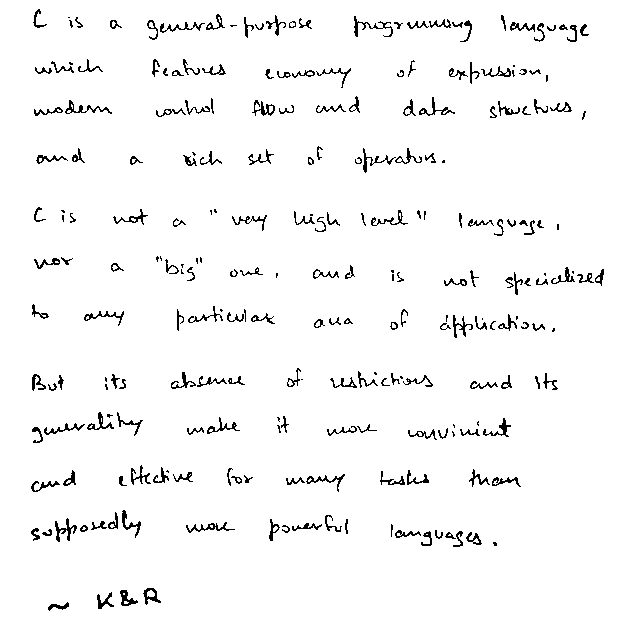 C is a general-purpose programming language
which features economy of expression,
modern control flow and data structures,
and a rich set of operators.
C is not a "very high level" language,
nor a "big" one, and is not specialized
to any particular area of application.
But its absence of restrictions and its
generality make it more convinient
and effective for many tasks than
supposedly more powerful languages.
~ K&R